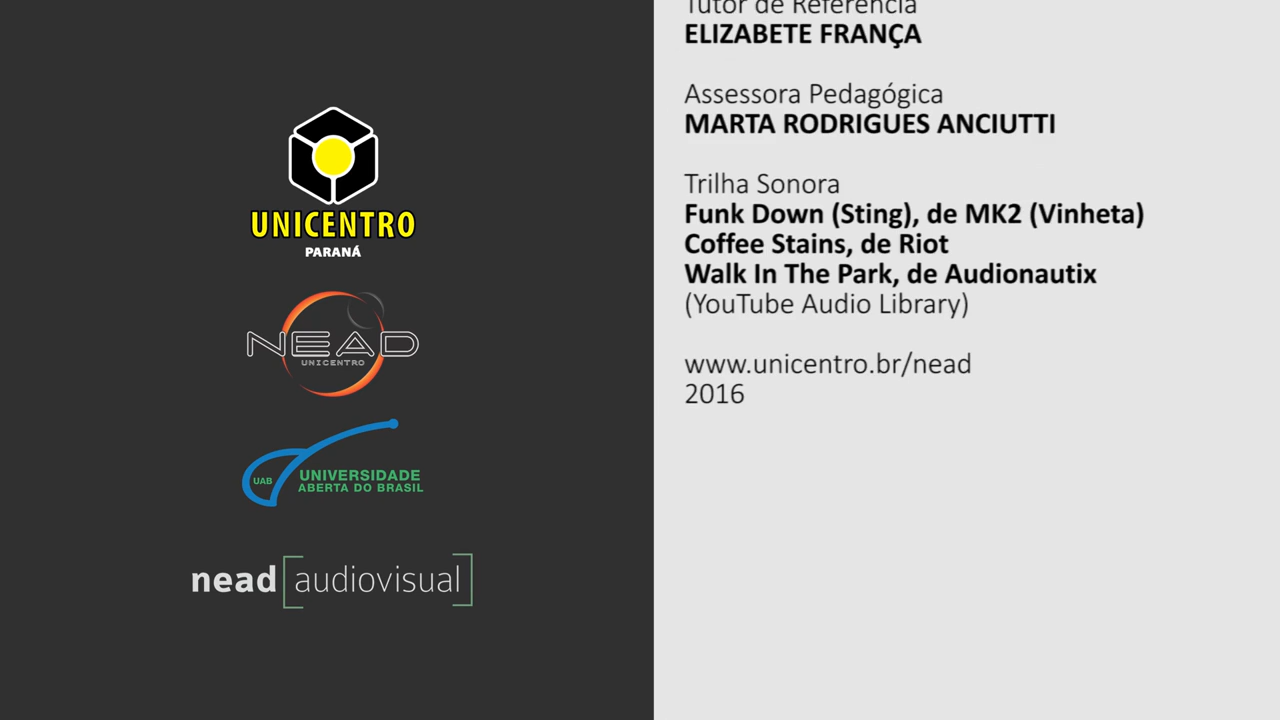 UNICENTRO
PARANÁ
NEAD
UNICENTRO
UAB
UNIVERSIDADE
ABERTA DO BRASIL
nead[audiovisual]
Tutor de Referência
ELIZABETE FRANÇA
Assessora Pedagógica
MARTA RODRIGUES ANCIUTTI
Trilha Sonora
Funk Down (Sting), de MK2 (Vinheta)
Coffee Stains, de Riot
Walk In The Park, de Audionautix
(YouTube Audio Library)
www.unicentro.br/nead
2016